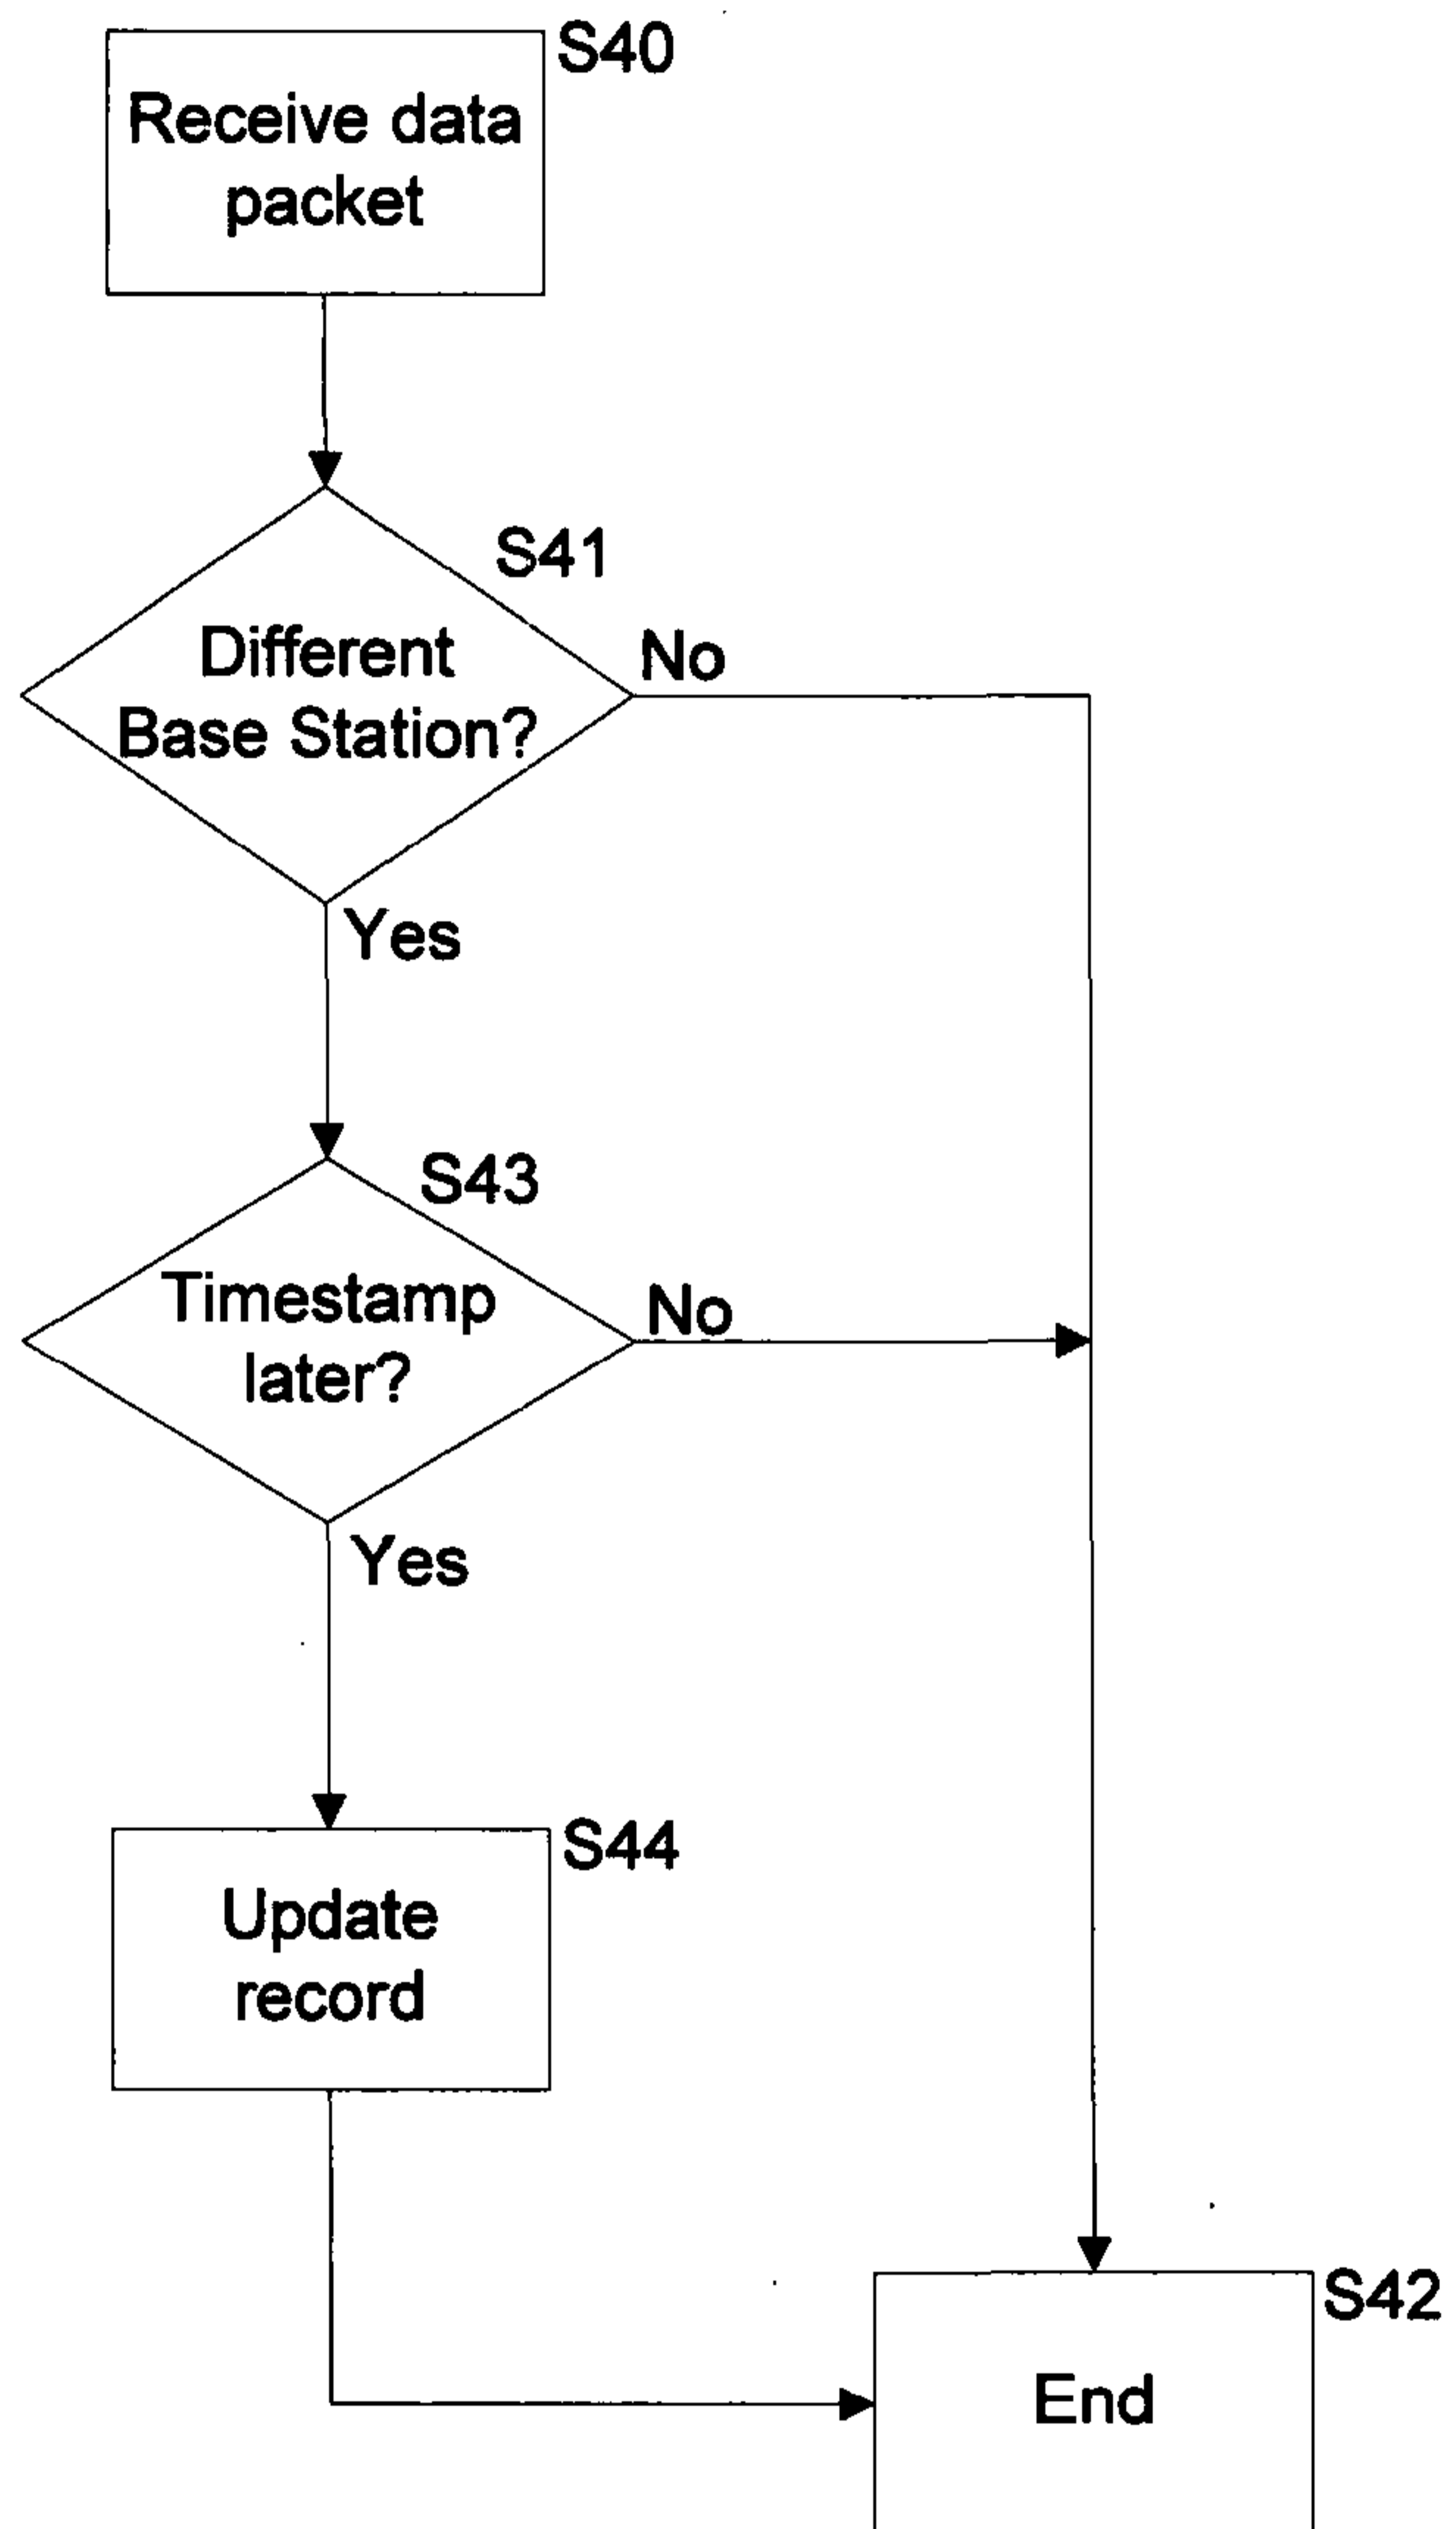 S40
Receive data
packet
S41
Different
Base Station?
No
Yes
S43
Timestamp
later?
No
Yes
S44
Update
record
S42
End